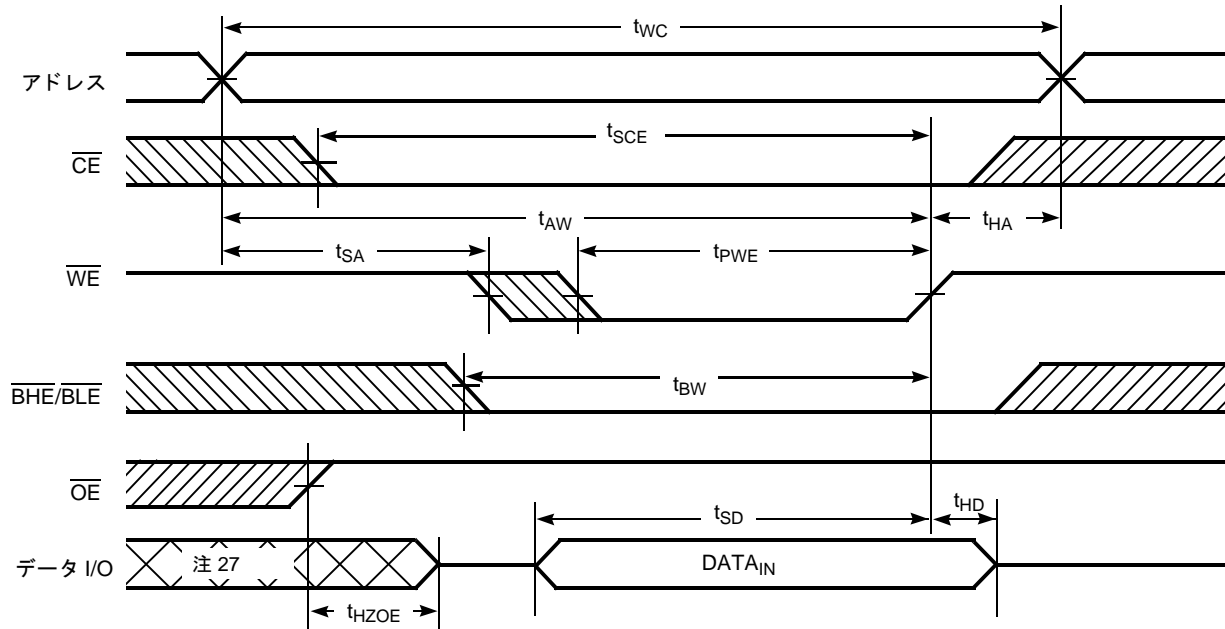 tWC
アドレス
tSCE
CE
tAW
tHA
tSA
tPWE
WE
tBW
BHE/BLE
OE
tSD
tHD
データ I/O
注 27
DATAIN
tHZOE